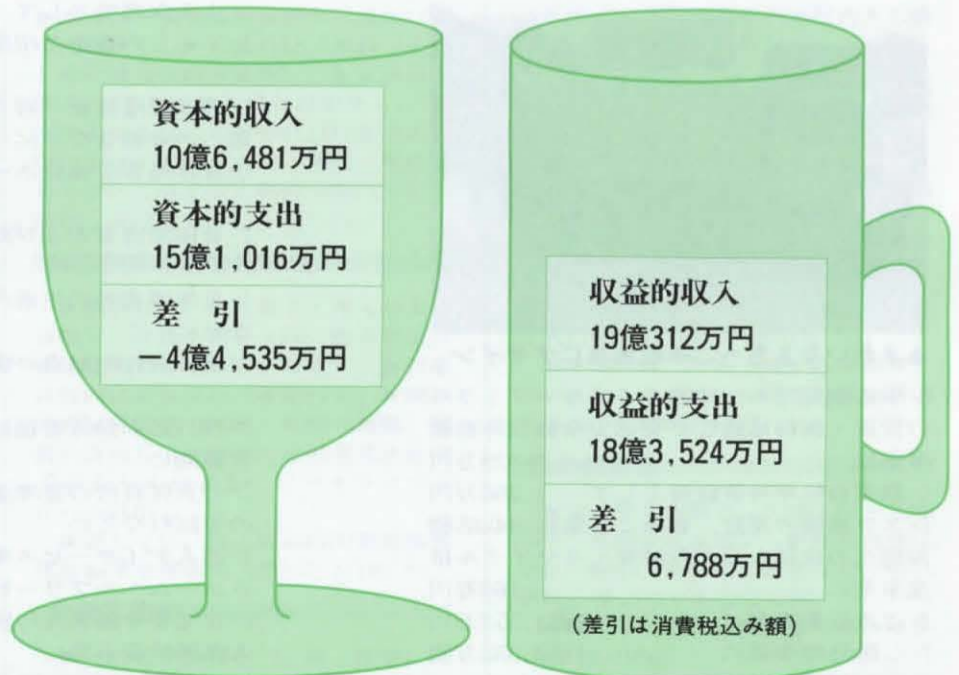 資本的収入
10億6,481万円
資本的支出
15億1,016万円
差 引
−4億4,535万円
収益的収入
19億312万円
収益的支出
18億3,524万円
差 引
6,788万円
(差引は消費税込み額)